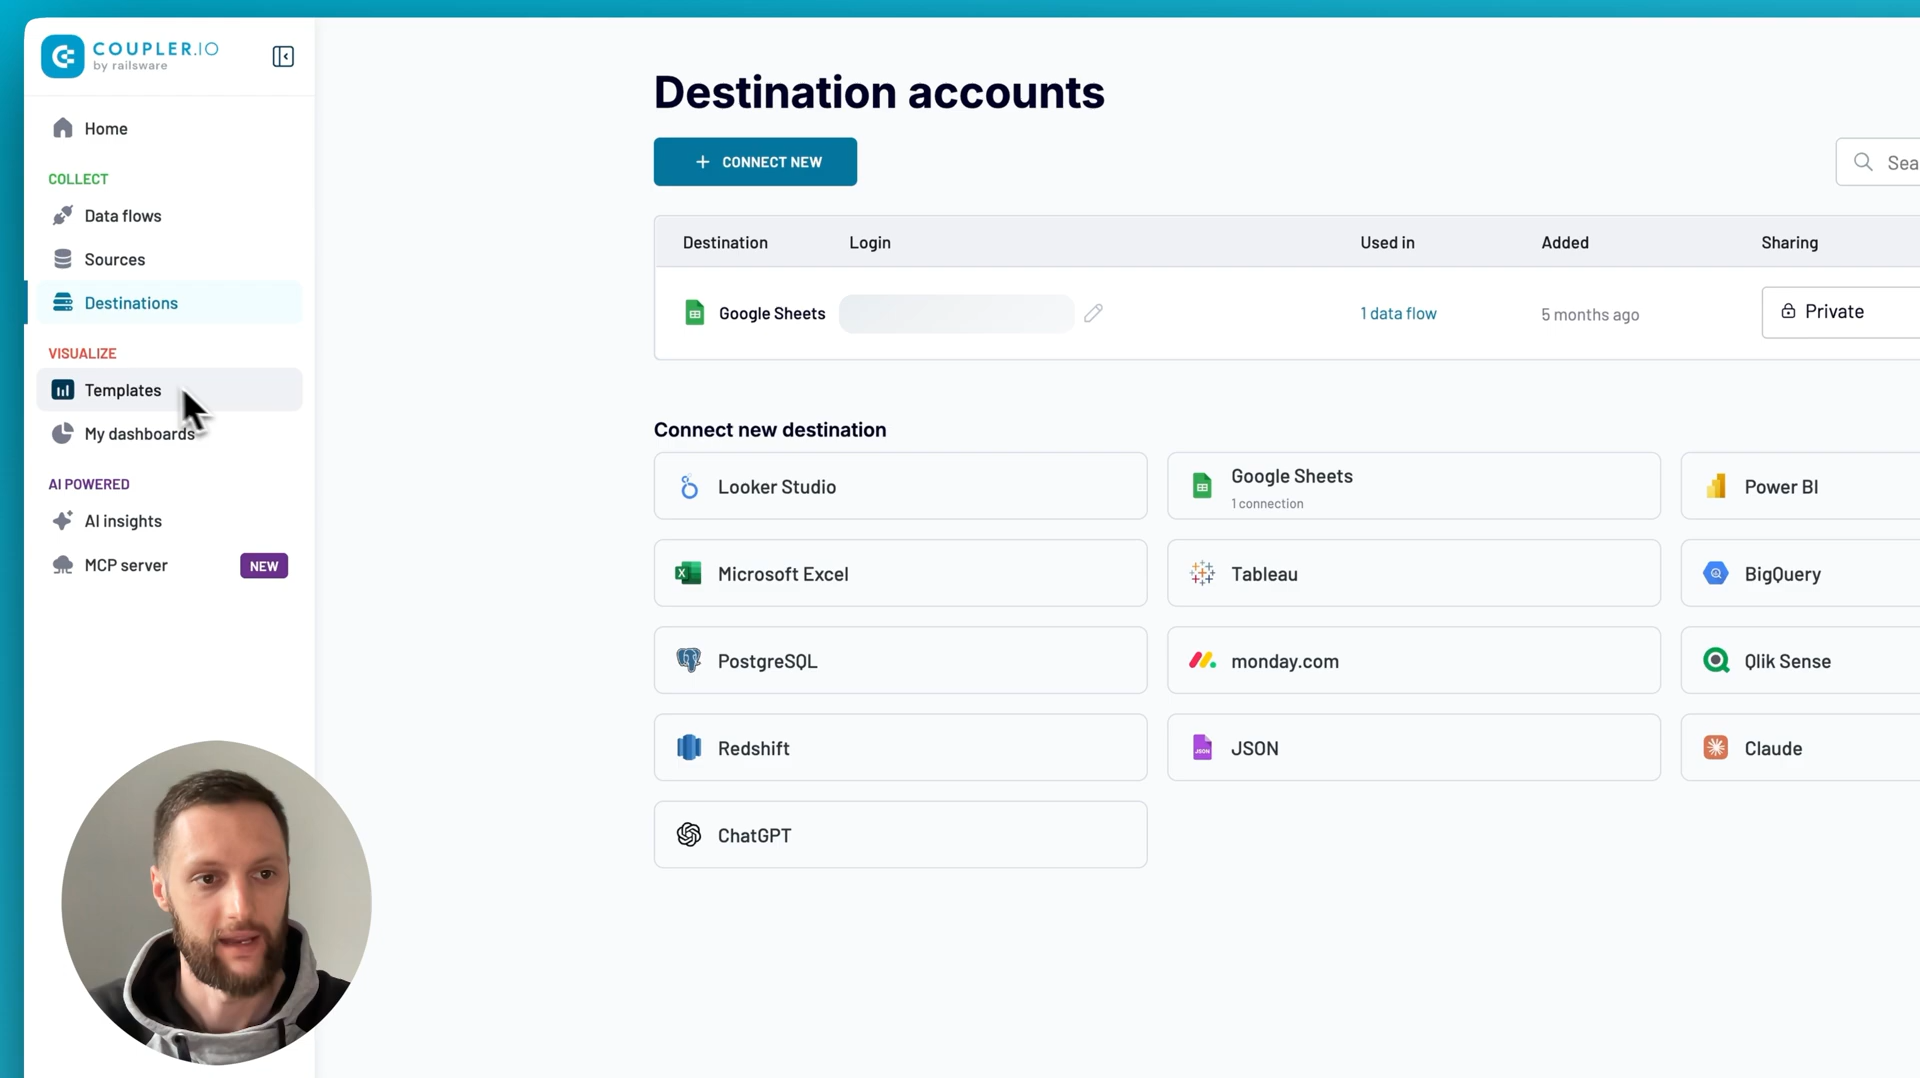 COUPLER.IO
by railsware
Home
COLLECT
Data flows
Sources
Destinations
VISUALIZE
Templates
My dashboards
AI POWERED
AI insights
MCP server NEW
Destination accounts
+ CONNECT NEW
Sea
Destination Login Used in Added Sharing
Google Sheets 1 data flow 5 months ago Private
Connect new destination
Looker Studio
Google Sheets
1 connection
Power BI
Microsoft Excel
Tableau
BigQuery
PostgreSQL
monday.com
Qlik Sense
Redshift
JSON
JSON
Claude
ChatGPT